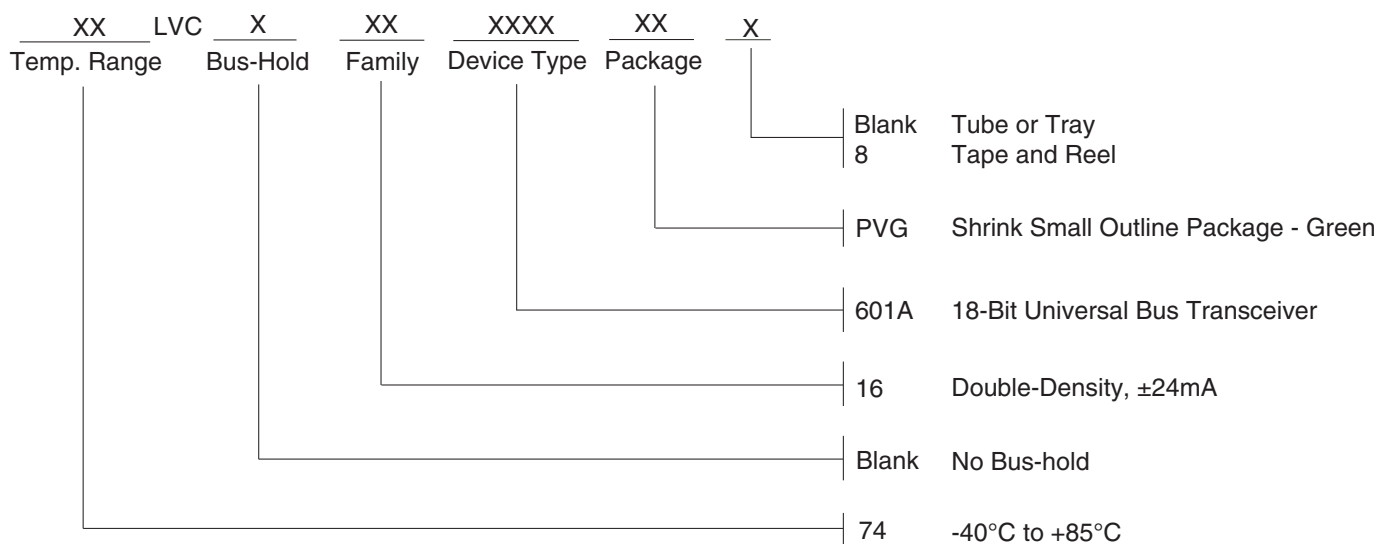 XX LVC X XX XXXX XX X
Temp. Range Bus-Hold Family Device Type Package
Blank Tube or Tray
8 Tape and Reel
PVG Shrink Small Outline Package - Green
601A 18-Bit Universal Bus Transceiver
16 Double-Density, ±24mA
Blank No Bus-hold
74 -40°C to +85°C